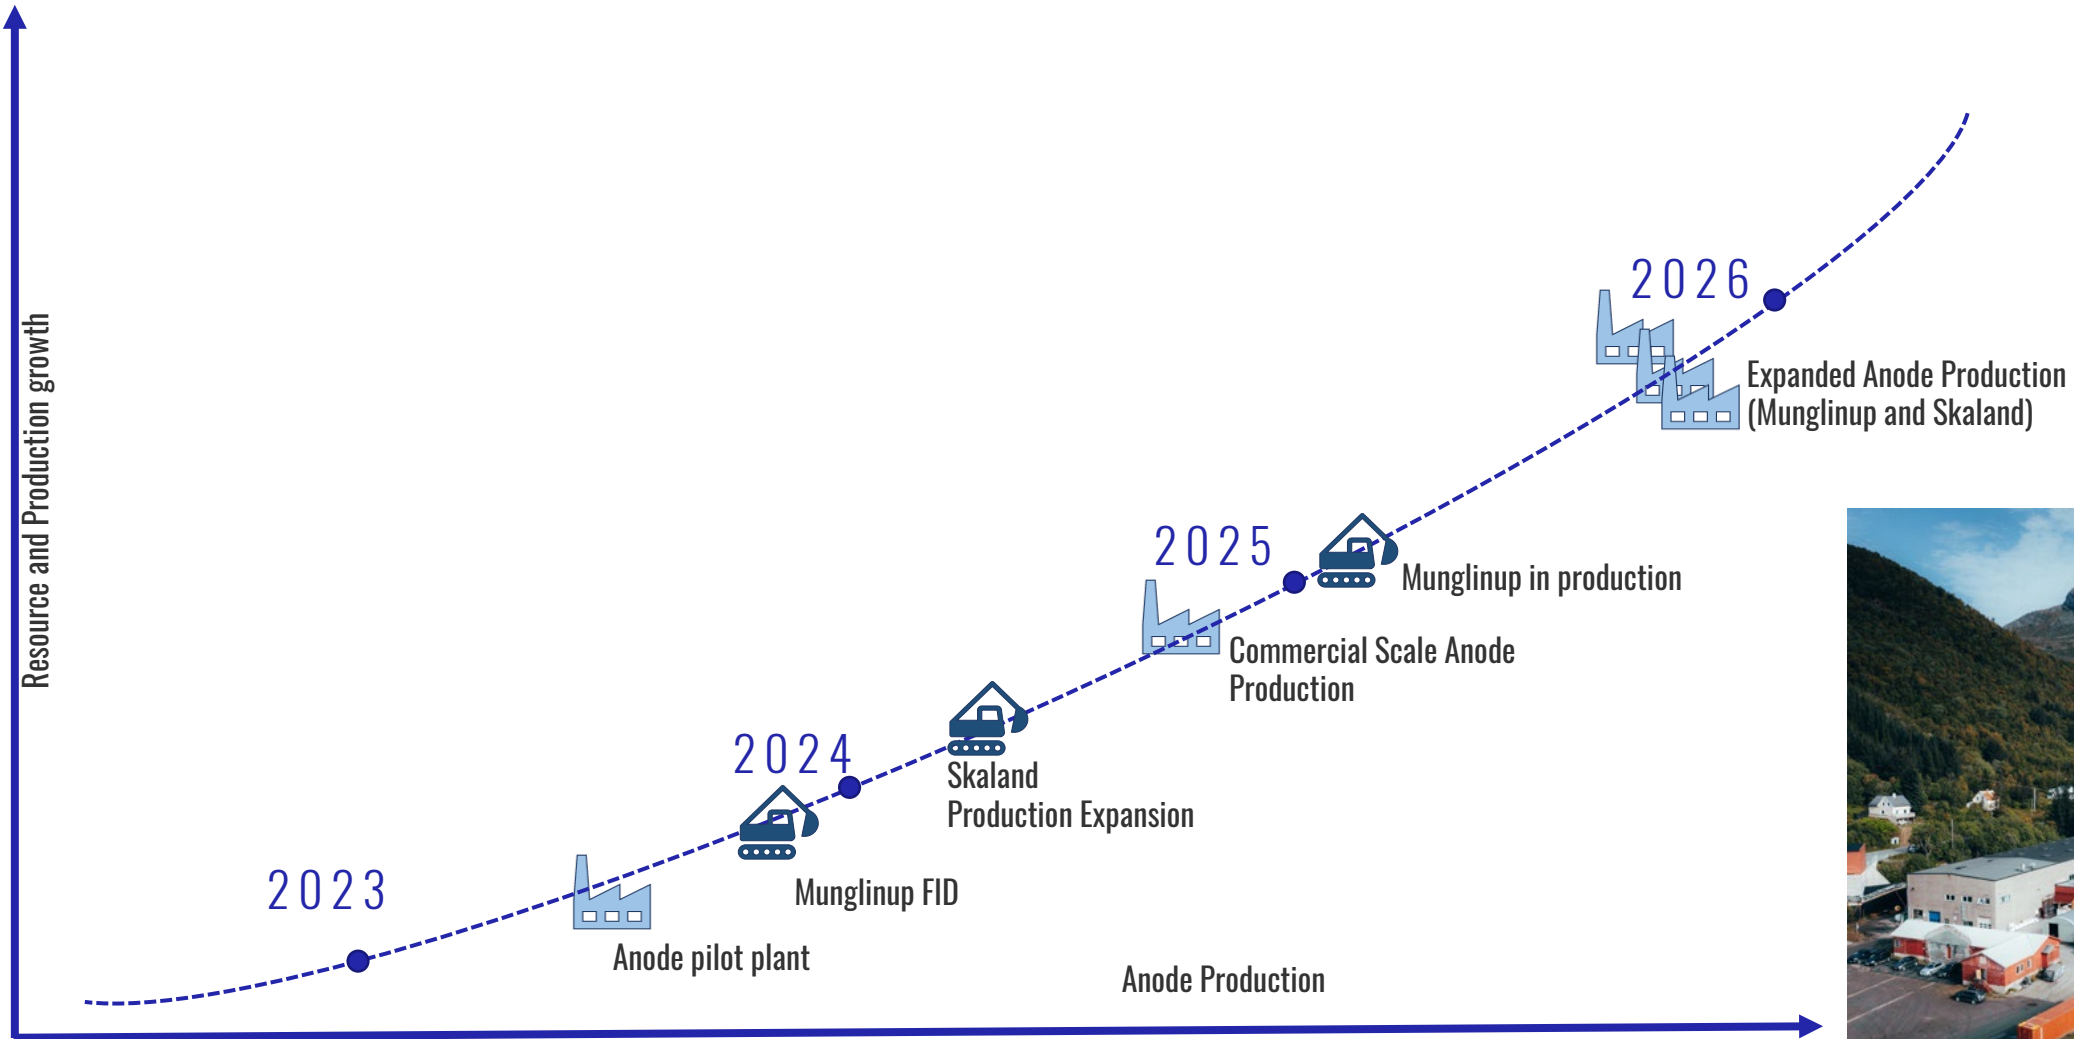 Resource and Production growth
2023
Anode pilot plant
Munglinup FID
2024
Skaland
Production Expansion
Commercial Scale Anode
Production
2025
Munglinup in production
2026
Expanded Anode Production
(Munglinup and Skaland)
Anode Production